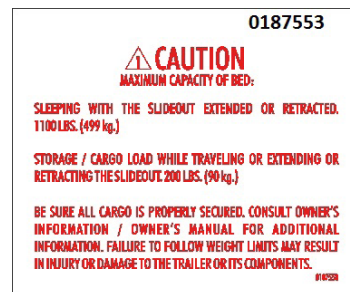 0187553
CAUTION
MAXIMUM CAPACITY OF BED:
SLEEPING WITH THE SLIDEOUT EXTENDED OR RETRACTED.
1100 LBS. (499 kg.)
STORAGE / CARGO LOAD WHILE TRAVELING OR EXTENDING OR
RETRACTING THE SLIDEOUT. 200 LBS. (90 kg.)
BE SURE ALL CARGO IS PROPERLY SECURED. CONSULT OWNER'S
INFORMATION / OWNER'S MANUAL FOR ADDITIONAL
INFORMATION. FAILURE TO FOLLOW WEIGHT LIMITS MAY RESULT
IN INJURY OR DAMAGE TO THE TRAILER OR ITS COMPONENTS.
0187553